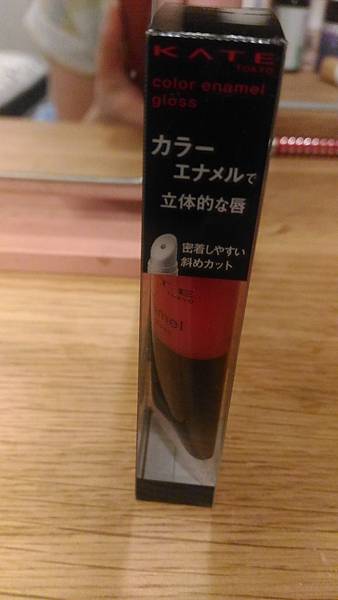 KATE
TOKYO
color enamel
gloss
カラー
エナメルで
立体的な唇
密着しやすい
斜めカット